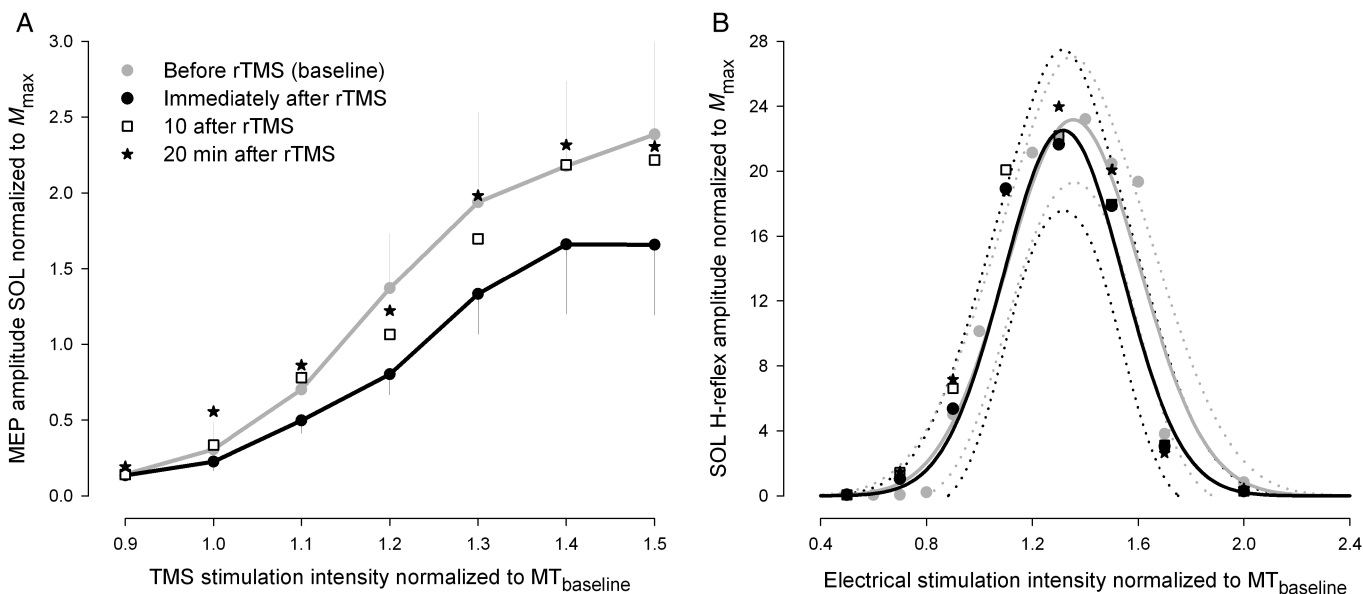 A
B
MEP amplitude SOL normalized to Mmax
3.0
2.5
2.0
1.5
1.0
0.5
0.0
Before rTMS (baseline)
Immediately after rTMS
10 after rTMS
20 min after rTMS
0.9 1.0 1.1 1.2 1.3 1.4 1.5
TMS stimulation intensity normalized to MTbaseline
SOL H-reflex amplitude normalized to Mmax
28
24
20
16
12
8
4
0
0.4 0.8 1.2 1.6 2.0 2.4
Electrical stimulation intensity normalized to MTbaseline